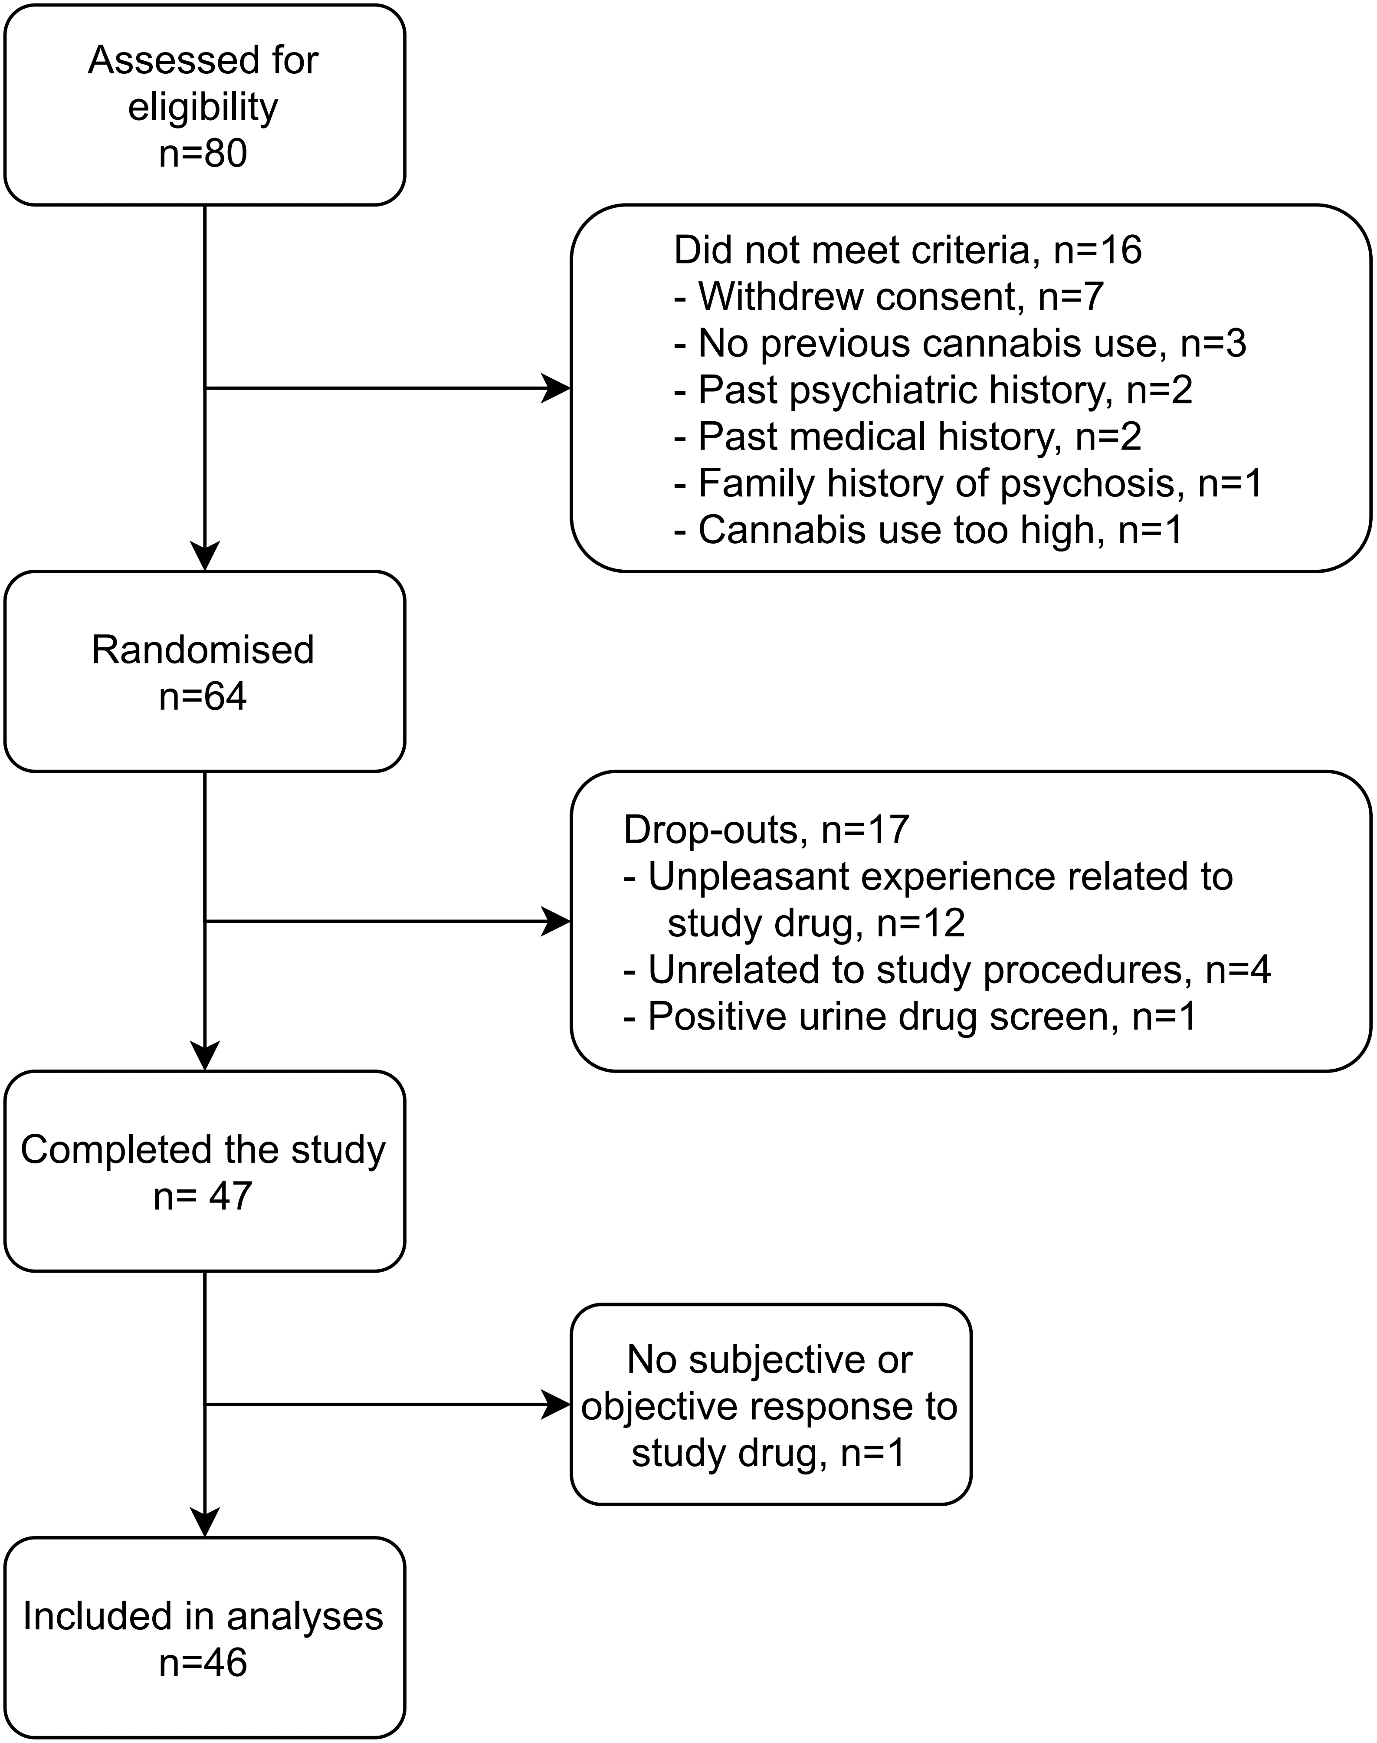 Assessed for
eligibility
n=80
Did not meet criteria, n=16
- Withdrew consent, n=7
- No previous cannabis use, n=3
- Past psychiatric history, n=2
- Past medical history, n=2
- Family history of psychosis, n=1
- Cannabis use too high, n=1
Randomised
n=64
Drop-outs, n=17
- Unpleasant experience related to
study drug, n=12
- Unrelated to study procedures, n=4
- Positive urine drug screen, n=1
Completed the study
n= 47
No subjective or
objective response to
study drug, n=1
Included in analyses
n=46